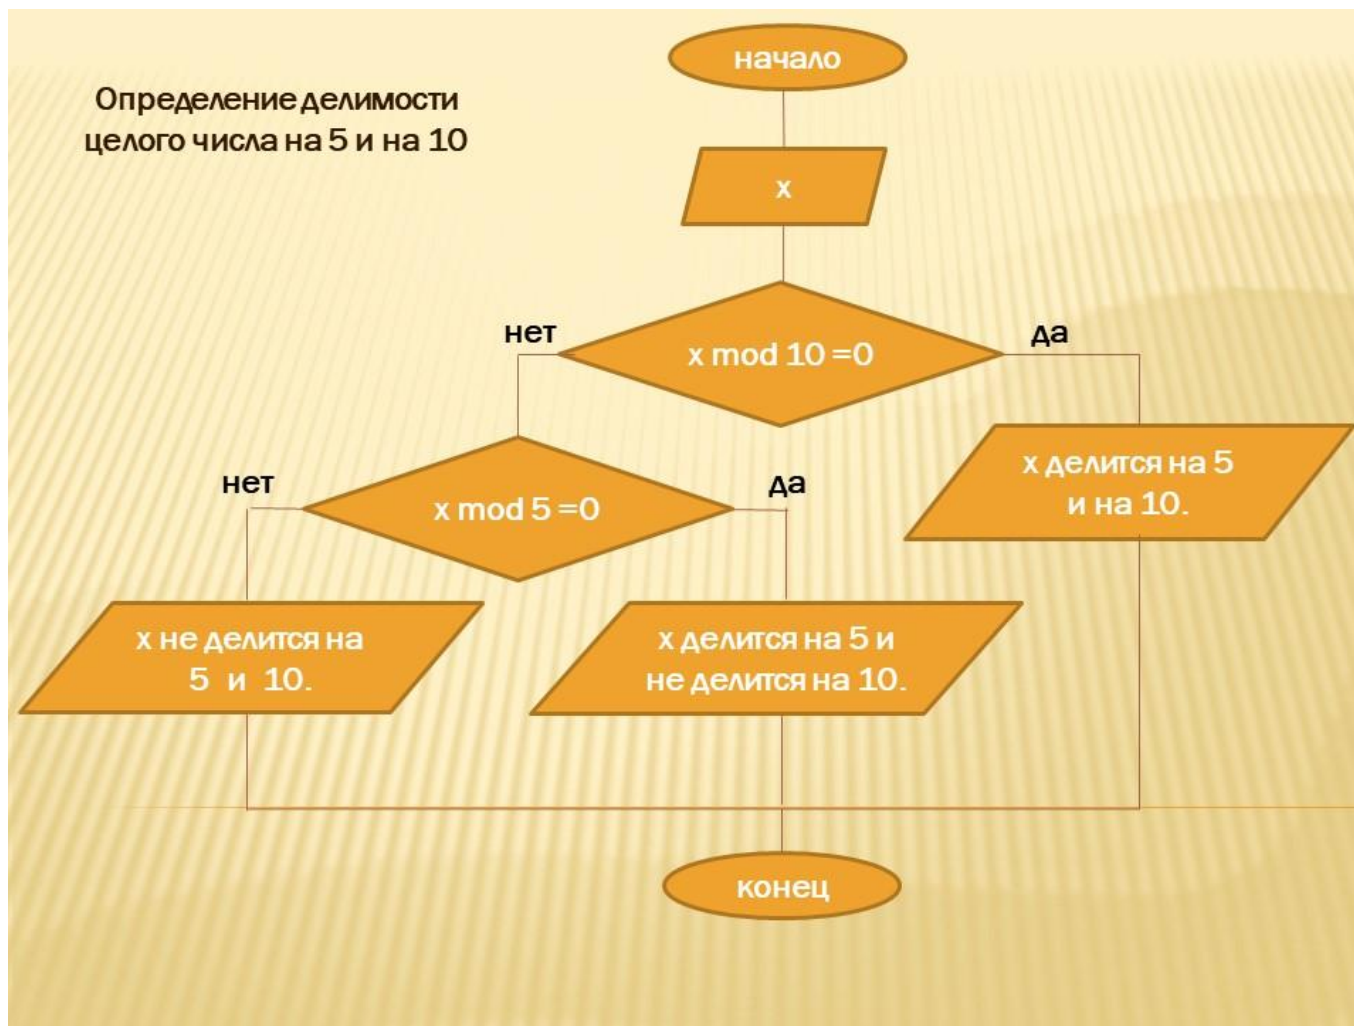 начало
Определение делимости
целого числа на 5 и на 10
x
нет
да
x mod 10 =0
x делится на 5
и на 10.
нет
да
x mod 5 =0
x не делится на
5 и 10.
x делится на 5 и
не делится на 10.
конец